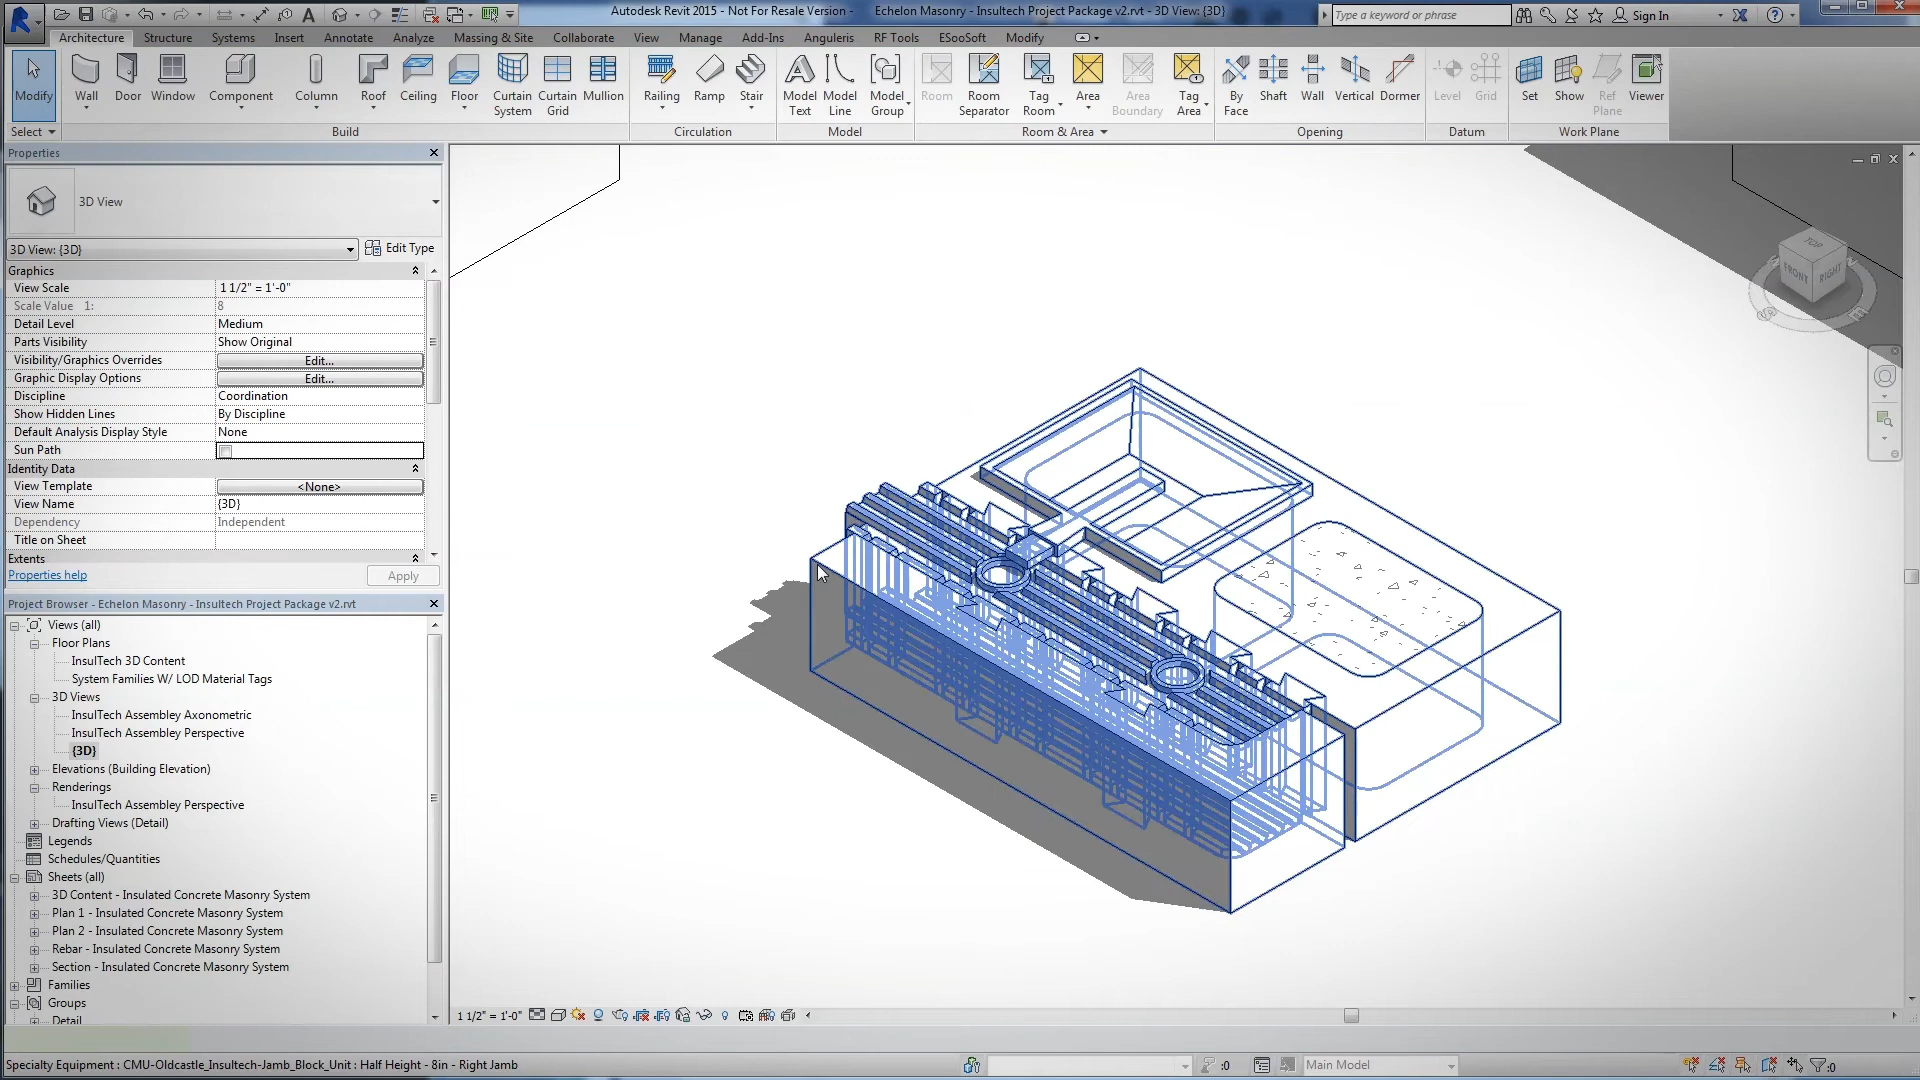 Autodesk Revit 2015 - Not For Resale Version -    Echelon Masonry - Insultech Project Package v2.rvt - 3D View: {3D}
Type a keyword or phrase
Sign In
Architecture Structure Systems Insert Annotate Analyze Massing & Site Collaborate View Manage Add-Ins Anguleris RF Tools ESooSoft Modify
Modify Wall Door Window Component Column Roof Ceiling Floor Curtain System Curtain Grid Mullion Railing Ramp Stair Model Text Model Line Model Group Room Room Separator Tag Room Area Area Boundary Tag Area By Face Shaft Wall Vertical Dormer Level Grid Set Show Ref Plane Viewer
Select Build Circulation Model Room & Area Opening Datum Work Plane
Properties
3D View
3D View: {3D} Edit Type
Graphics
View Scale 1 1/2" = 1'-0"
Scale Value 1: 8
Detail Level Medium
Parts Visibility Show Original
Visibility/Graphics Overrides Edit...
Graphic Display Options Edit...
Discipline Coordination
Show Hidden Lines By Discipline
Default Analysis Display Style None
Sun Path
Identity Data
View Template <None>
View Name {3D}
Dependency Independent
Title on Sheet
Extents
Properties help Apply
Project Browser - Echelon Masonry - Insultech Project Package v2.rvt
Views (all)
Floor Plans
InsulTech 3D Content
System Families W/ LOD Material Tags
3D Views
InsulTech Assembley Axonometric
InsulTech Assembley Perspective
{3D}
Elevations (Building Elevation)
Renderings
InsulTech Assembley Perspective
Drafting Views (Detail)
Legends
Schedules/Quantities
Sheets (all)
3D Content - Insulated Concrete Masonry System
Plan 1 - Insulated Concrete Masonry System
Plan 2 - Insulated Concrete Masonry System
Rebar - Insulated Concrete Masonry System
Section - Insulated Concrete Masonry System
Families
Groups
Detail
TOP
FRONT
RIGHT
S
E
1 1/2" = 1'-0"
Specialty Equipment : CMU-Oldcastle_Insultech-Jamb_Block_Unit : Half Height - 8in - Right Jamb
:0
Main Model
:0